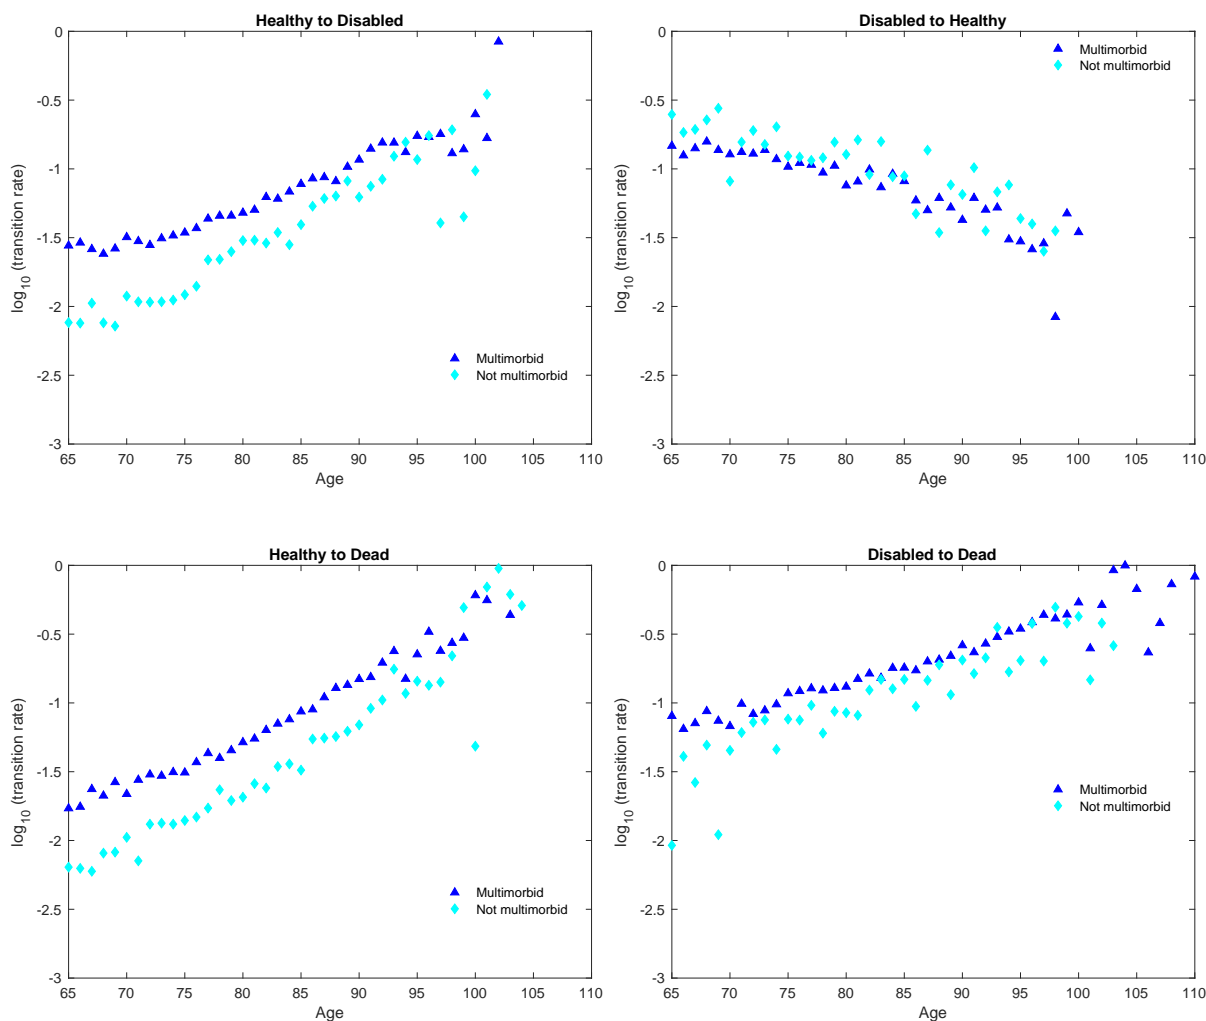 Healthy to Disabled
0
-0.5
-1
-1.5
-2
-2.5
-3
log10 (transition rate)
65 70 75 80 85 90 95 100 105 110
Age
Multimorbid
Not multimorbid
Disabled to Healthy
0
-0.5
-1
-1.5
-2
-2.5
-3
log10 (transition rate)
65 70 75 80 85 90 95 100 105 110
Age
Multimorbid
Not multimorbid
Healthy to Dead
0
-0.5
-1
-1.5
-2
-2.5
-3
log10 (transition rate)
65 70 75 80 85 90 95 100 105 110
Age
Multimorbid
Not multimorbid
Disabled to Dead
0
-0.5
-1
-1.5
-2
-2.5
-3
log10 (transition rate)
65 70 75 80 85 90 95 100 105 110
Age
Multimorbid
Not multimorbid